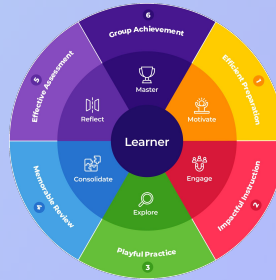 6
Group Achievement
Master
1
Efficient Preparation
Motivate
2
Impactful Instruction
Engage
3
Playful Practice
Explore
4
Memorable Review
Consolidate
5
Effective Assessment
Reflect
Learner